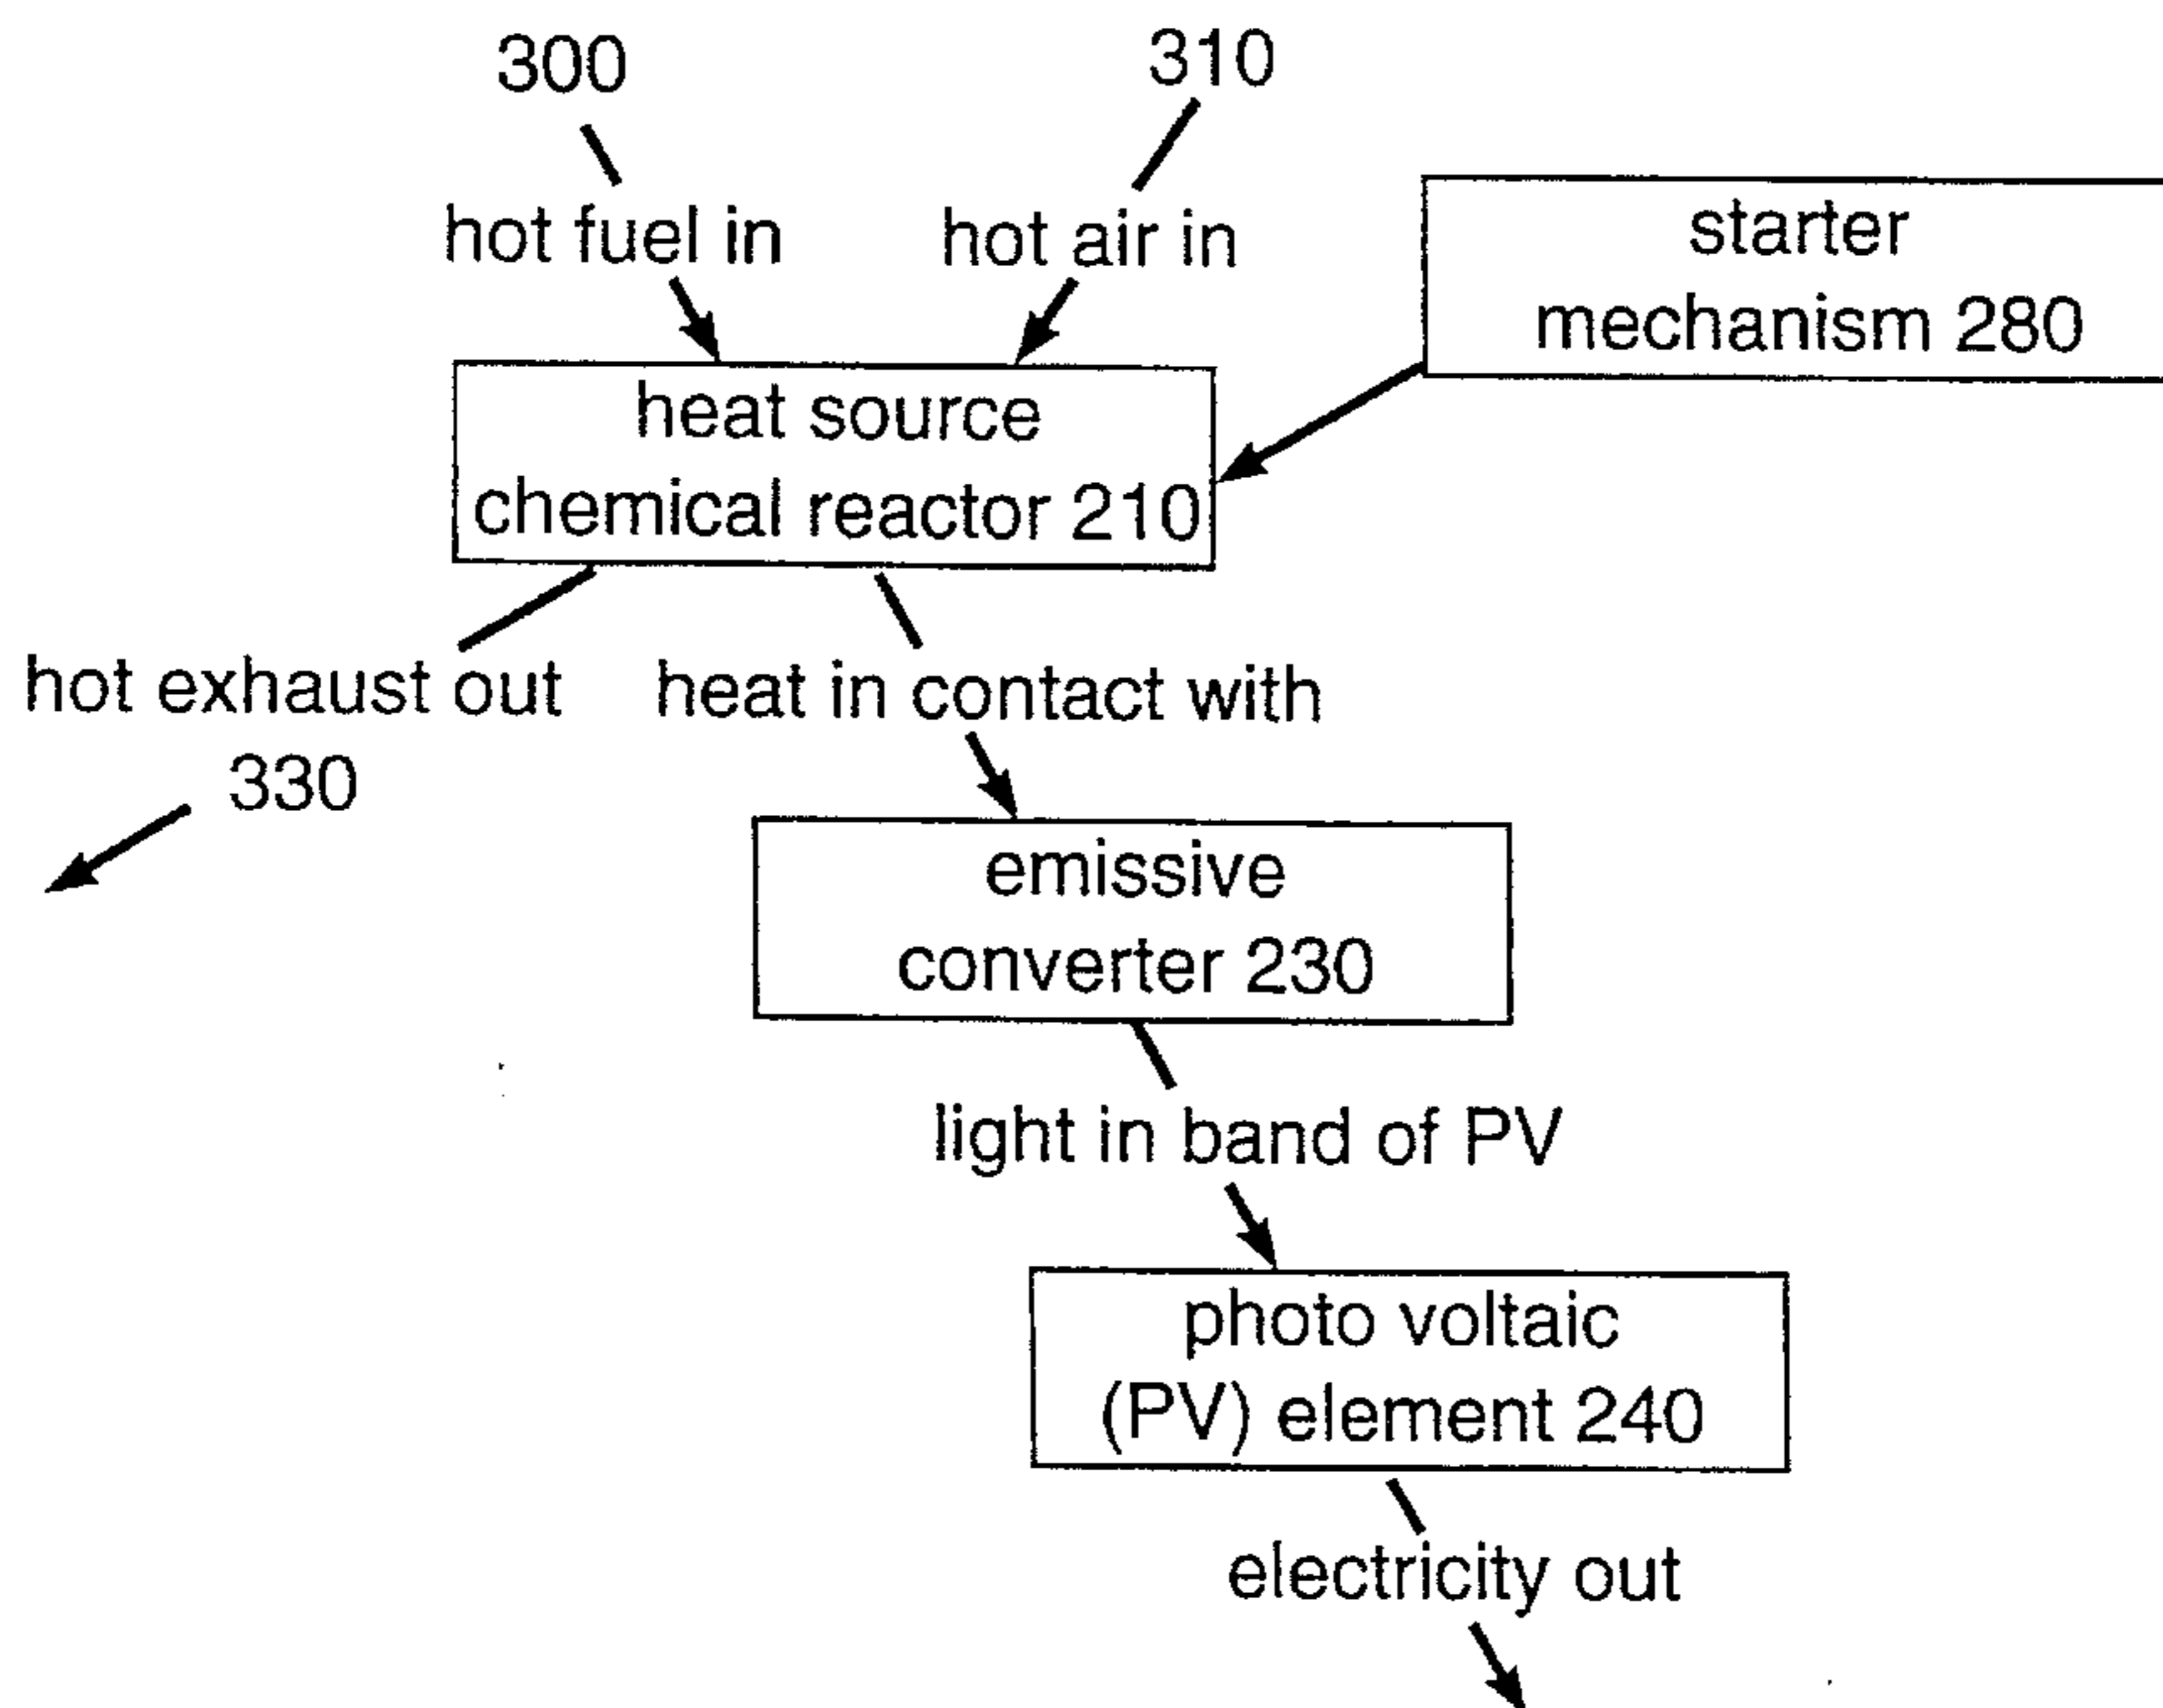 300
310
hot fuel in
hot air in
starter
mechanism 280
heat source
chemical reactor 210
hot exhaust out
330
heat in contact with
emissive
converter 230
light in band of PV
photo voltaic
(PV) element 240
electricity out